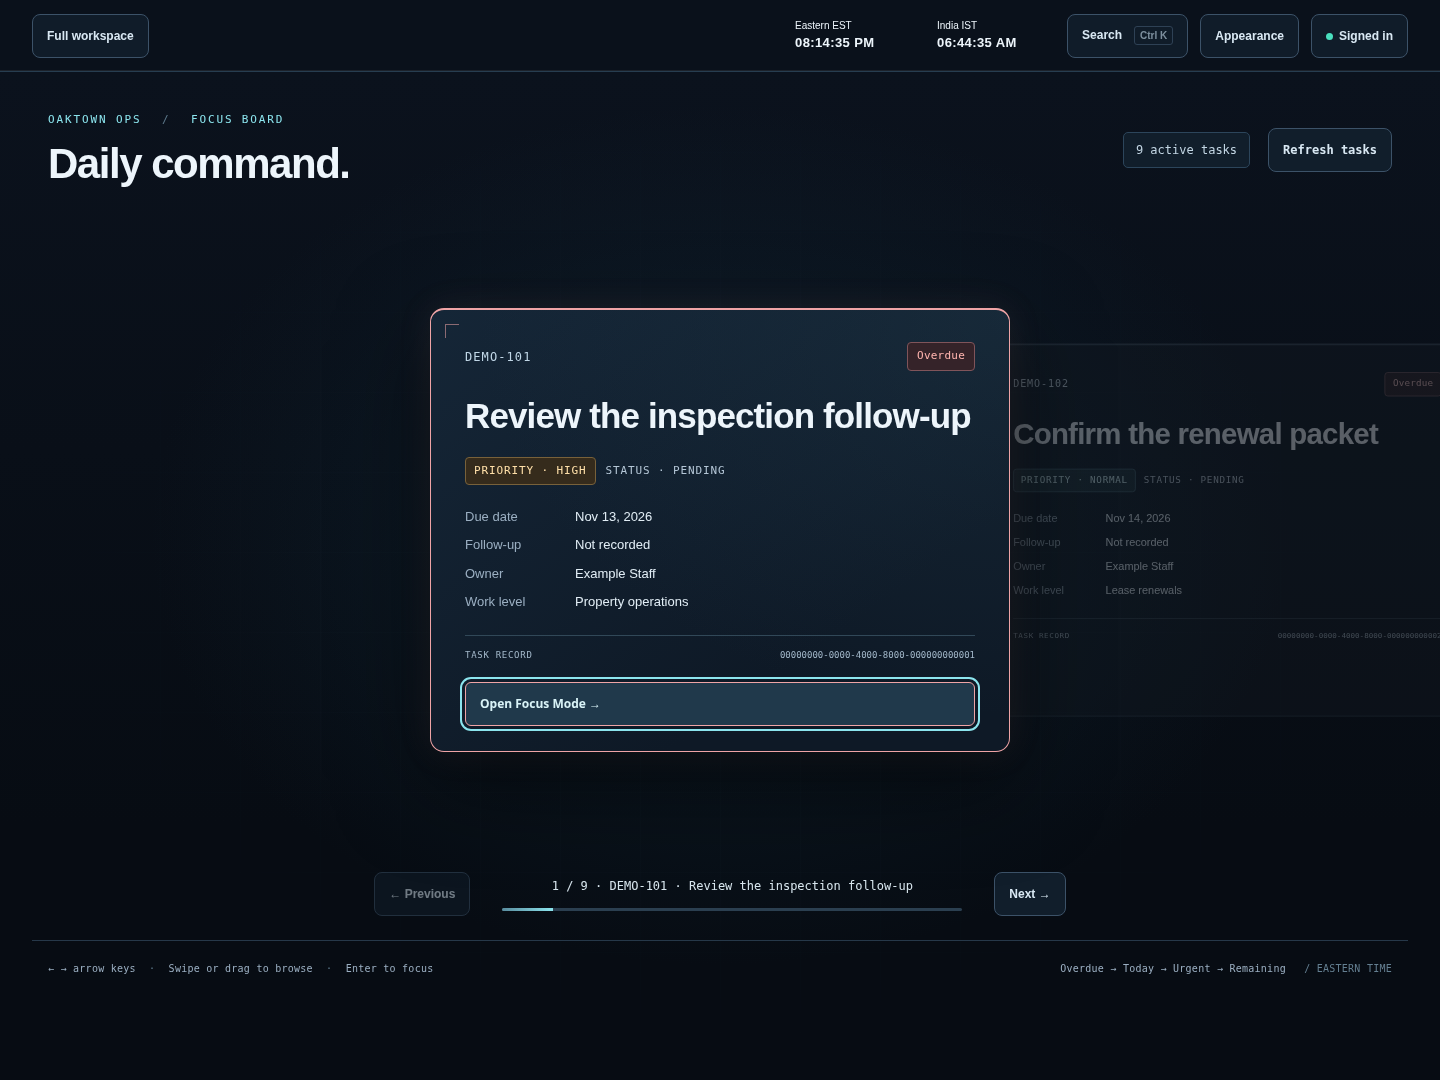 Full workspace
Eastern EST
08:14:35 PM
India IST
06:44:35 AM
Search Ctrl K
Appearance
Signed in
OAKTOWN OPS / FOCUS BOARD
Daily command.
9 active tasks
Refresh tasks
DEMO-101
Overdue
Review the inspection follow-up
PRIORITY · HIGH STATUS · PENDING
Due date Nov 13, 2026
Follow-up Not recorded
Owner Example Staff
Work level Property operations
TASK RECORD 00000000-0000-4000-8000-000000000001
Open Focus Mode →
DEMO-102
Overdue
Confirm the renewal packet
PRIORITY · NORMAL STATUS · PENDING
Due date Nov 14, 2026
Follow-up Not recorded
Owner Example Staff
Work level Lease renewals
TASK RECORD 00000000-0000-4000-8000-000000000002
← Previous
1 / 9 · DEMO-101 · Review the inspection follow-up
Next →
← → arrow keys · Swipe or drag to browse · Enter to focus
Overdue → Today → Urgent → Remaining / EASTERN TIME